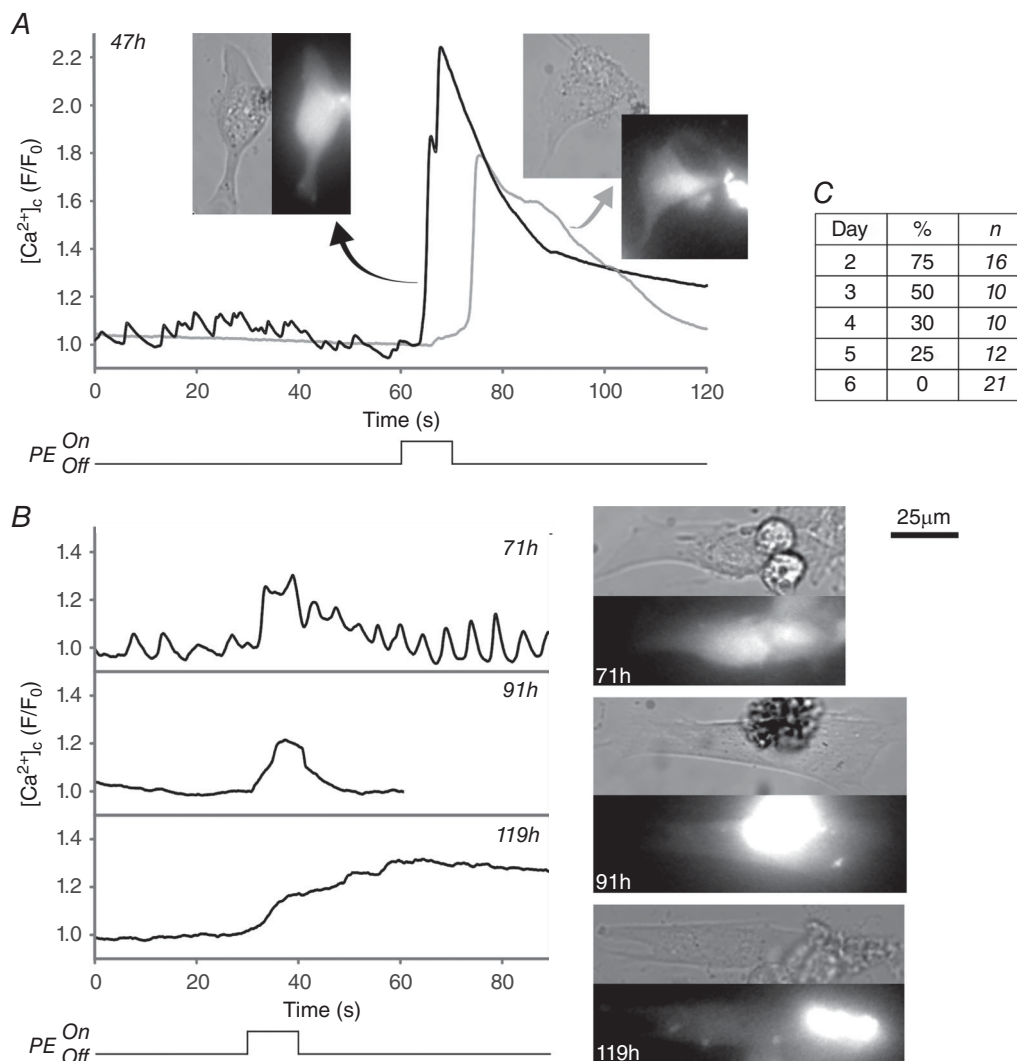 A
47h
2.2
2.0
1.8
1.6
1.4
1.2
1.0
[Ca2+]c (F/F0)
0 20 40 60 80 100 120
Time (s)
PE On
Off
C
Day % n
2 75 16
3 50 10
4 30 10
5 25 12
6 0 21
B
71h
1.4
1.2
1.0
91h
1.4
1.2
1.0
[Ca2+]c (F/F0)
119h
1.4
1.2
1.0
0 20 40 60 80
Time (s)
PE On
Off
25μm
71h
91h
119h